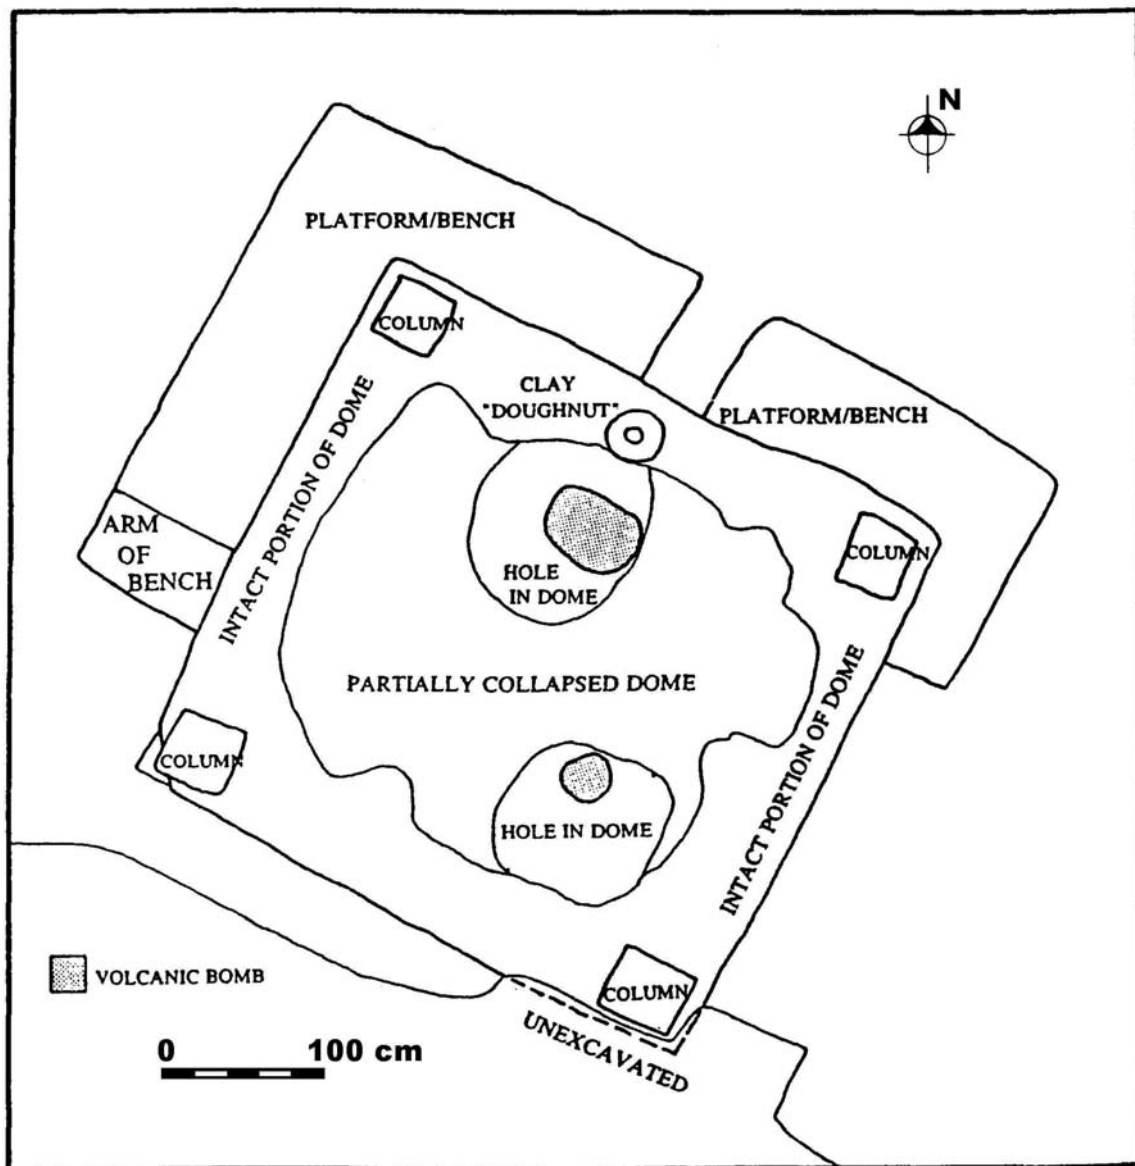 N
PLATFORM/BENCH
COLUMN
CLAY
"DOUGHNUT"
PLATFORM/BENCH
INTACT PORTION OF DOME
ARM
OF
BENCH
COLUMN
HOLE
IN DOME
PARTIALLY COLLAPSED DOME
INTACT PORTION OF DOME
COLUMN
HOLE IN DOME
VOLCANIC BOMB
COLUMN
UNEXCAVATED
0 100 cm